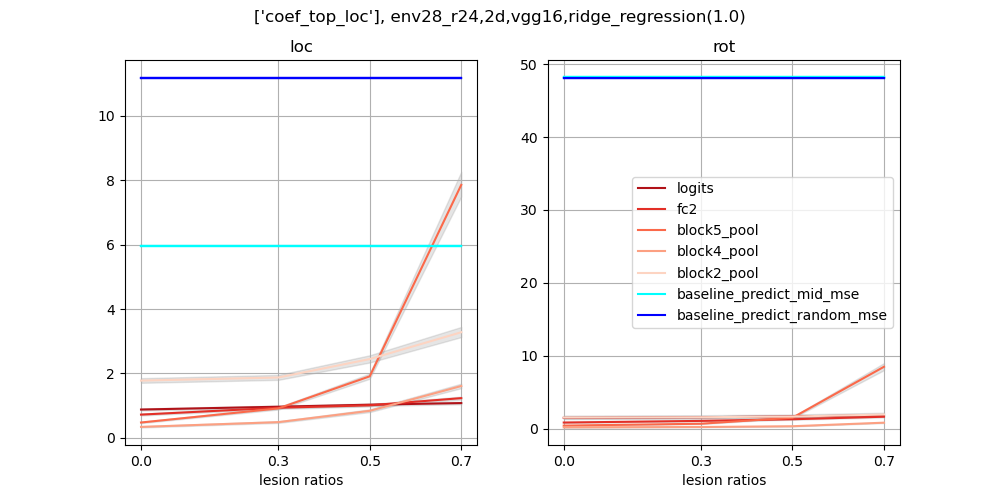 ['coef_top_loc'], env28_r24,2d,vgg16,ridge_regression(1.0)
loc
10
8
6
4
2
0
0.0
0.3
0.5
0.7
lesion ratios
rot
50
40
30
20
10
0
logits
fc2
block5_pool
block4_pool
block2_pool
baseline_predict_mid_mse
baseline_predict_random_mse
0.0
0.3
0.5
0.7
lesion ratios